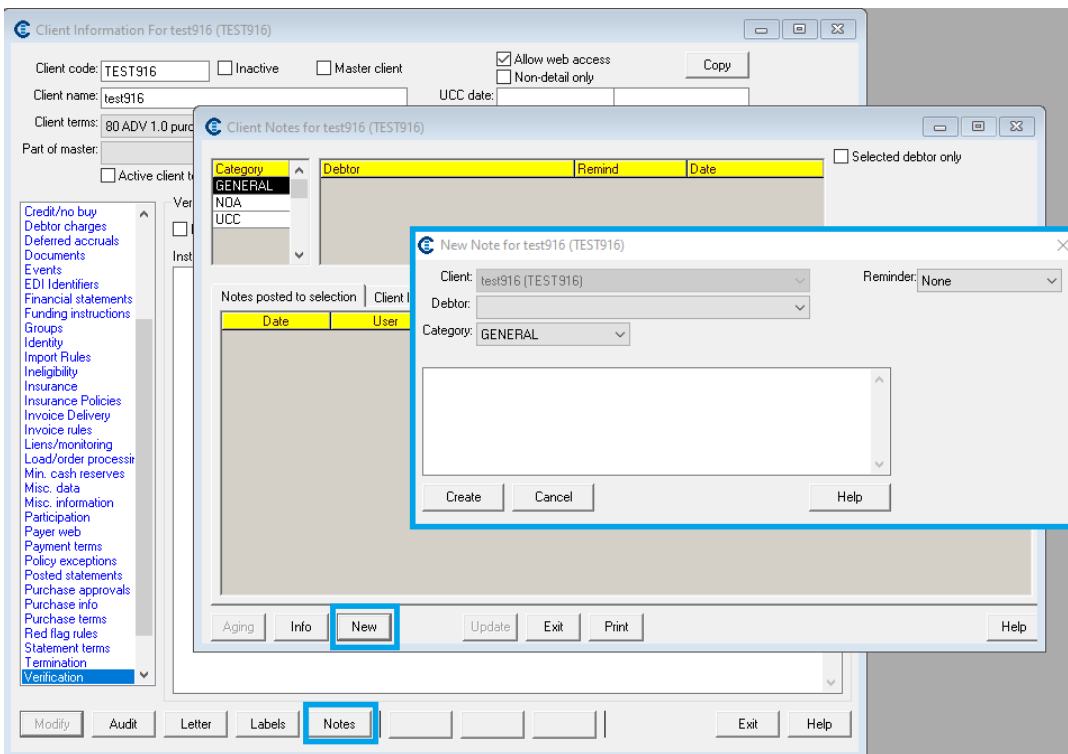 Client Information For test916 (TEST916)
Client code: TEST916 Inactive Master client Allow web access Copy
Non-detail only
Client name: test916 UCC date:
Client terms: 80 ADV 1.0 purc
Part of master:
Active client t
Client Notes for test916 (TEST916)
Category Debtor Remind Date Selected debtor only
GENERAL
NOA
UCC
Notes posted to selection Client I
Date User
New Note for test916 (TEST916)
Client: test916 (TEST916) Reminder: None
Debtor:
Category: GENERAL
Create Cancel Help
Aging Info New Update Exit Print Help
Ver
Inst
Credit/no buy
Debtor charges
Deferred accruals
Documents
Events
EDI Identifiers
Financial statements
Funding instructions
Groups
Identity
Import Rules
Ineligibility
Insurance
Insurance Policies
Invoice Delivery
Invoice rules
Liens/monitoring
Load/order processin
Min. cash reserves
Misc. data
Misc. information
Participation
Payer web
Payment terms
Policy exceptions
Posted statements
Purchase approvals
Purchase info
Purchase terms
Red flag rules
Statement terms
Termination
Verification
Modify Audit Letter Labels Notes Exit Help